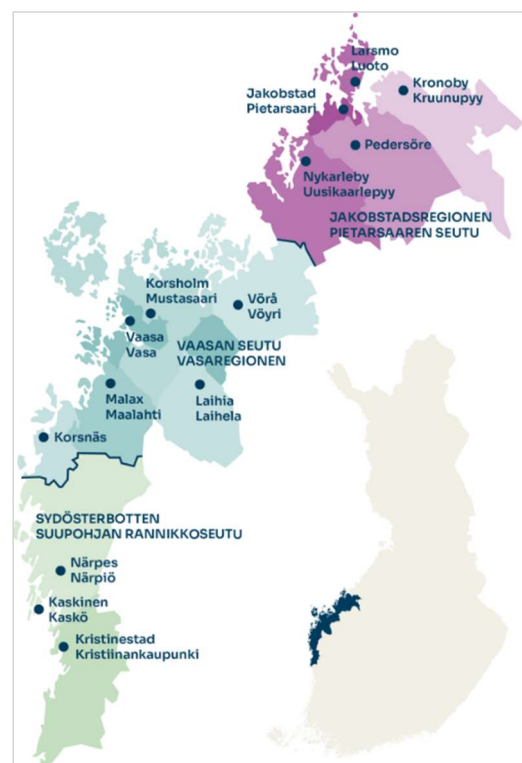 Larsmo
Luoto
Kronoby
Kruunupyy
Jakobstad
Pietarsaari
Pedersöre
Nykarleby
Uusikaarlepyy
JAKOBSTADSREGIONEN
PIETARSAAREN SEUTU
Korsholm
Mustasaari
Vörå
Vöyri
Vaasa
Vasa
VAASAN SEUTU
VASAREGIONEN
Malax
Maalahti
Laihia
Laihela
Korsnäs
SYDÖSTERBOTTEN
SUUPOHJAN RANNIKKOSEUTU
Närpes
Närpiö
Kaskinen
Kaskö
Kristinestad
Kristiinankaupunki